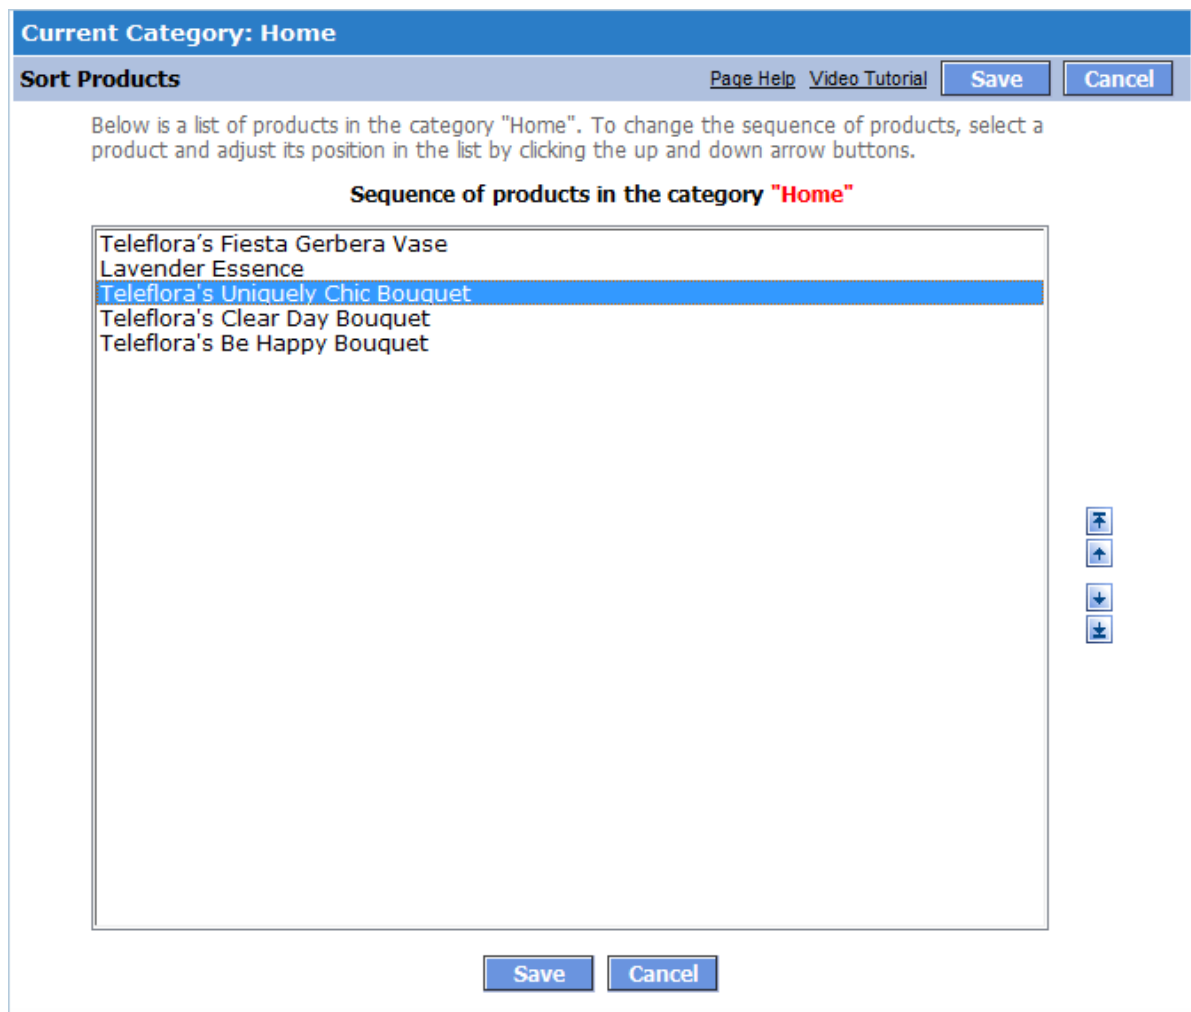 Current Category: Home
Sort Products Page Help Video Tutorial Save Cancel
Below is a list of products in the category "Home". To change the sequence of products, select a
product and adjust its position in the list by clicking the up and down arrow buttons.
Sequence of products in the category "Home"
Teleflora’s Fiesta Gerbera Vase
Lavender Essence
Teleflora's Uniquely Chic Bouquet
Teleflora's Clear Day Bouquet
Teleflora's Be Happy Bouquet
Save Cancel